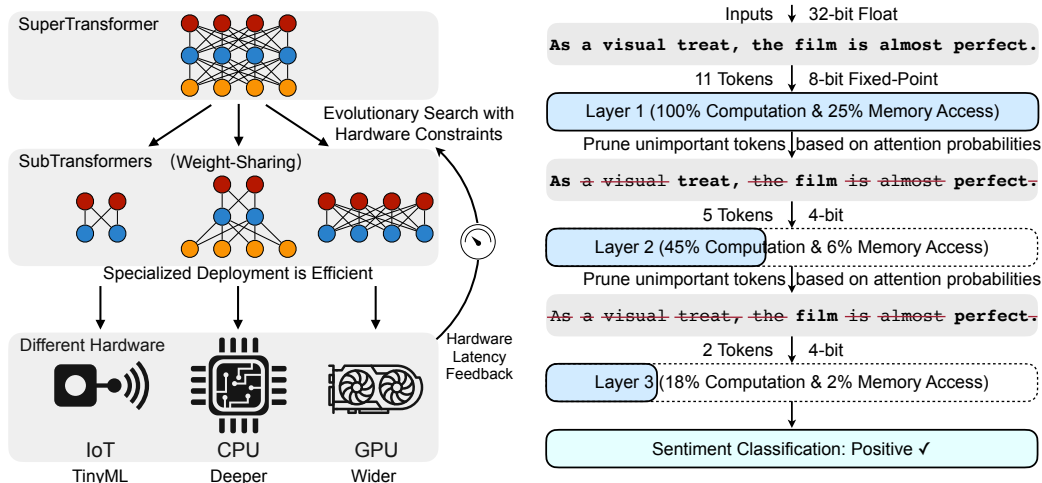 SuperTransformer
Evolutionary Search with
Hardware Constraints
SubTransformers (Weight-Sharing)
Specialized Deployment is Efficient
Hardware
Latency
Feedback
Different Hardware
IoT CPU GPU
TinyML Deeper Wider
Inputs 32-bit Float
As a visual treat, the film is almost perfect.
11 Tokens 8-bit Fixed-Point
Layer 1 (100% Computation & 25% Memory Access)
Prune unimportant tokens based on attention probabilities
As a visual treat, the film is almost perfect.
5 Tokens 4-bit
Layer 2 (45% Computation & 6% Memory Access)
Prune unimportant tokens based on attention probabilities
As a visual treat, the film is almost perfect.
2 Tokens 4-bit
Layer 3 (18% Computation & 2% Memory Access)
Sentiment Classification: Positive ✓